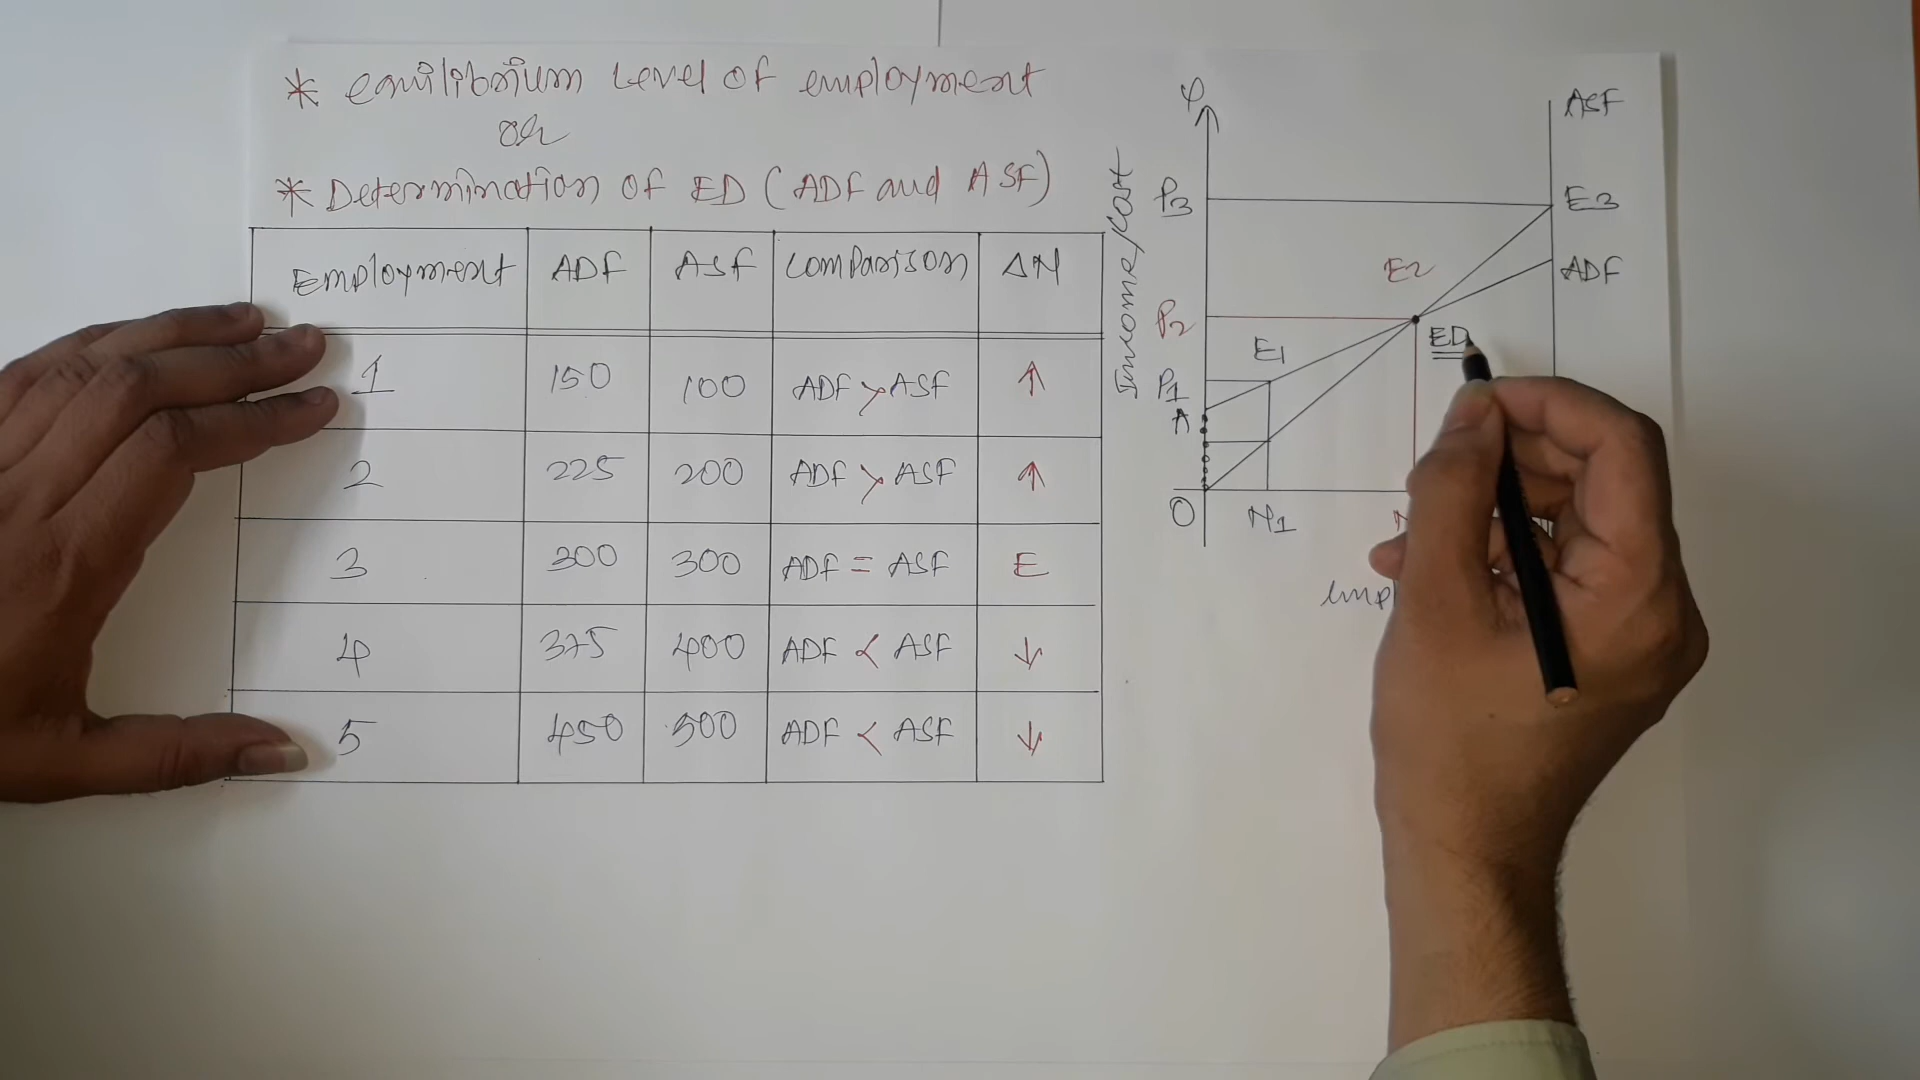 * equilibrium Level of employment
or
* Determination of ED (ADF and ASF)
Employment ADF ASF Comparison ΔN
1 150 100 ADF > ASF ↑
2 225 200 ADF > ASF ↑
3 300 300 ADF = ASF E
4 375 400 ADF < ASF ↓
5 450 500 ADF < ASF ↓
Income/Cost
ASF
P3 E3
E2 ADF
P2
ED
E1
P1
A
O N1